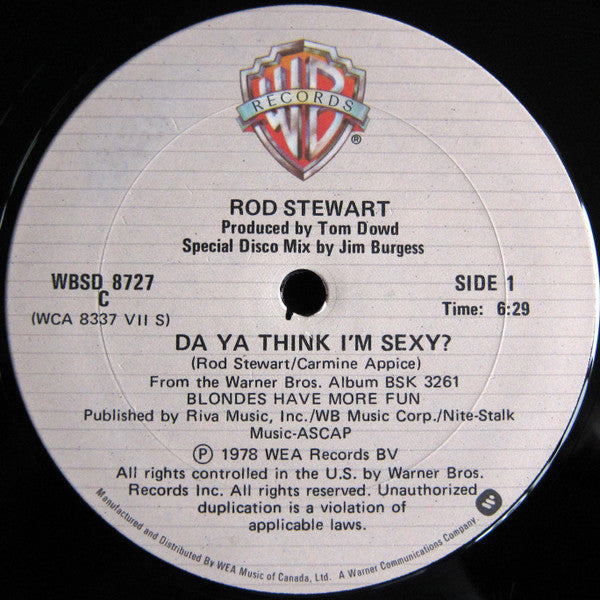 WB
RECORDS
®
ROD STEWART
Produced by Tom Dowd
Special Disco Mix by Jim Burgess
WBSD 8727
C
(WCA 8337 VII S)
SIDE 1
Time: 6:29
DA YA THINK I'M SEXY?
(Rod Stewart/Carmine Appice)
From the Warner Bros. Album BSK 3261
BLONDES HAVE MORE FUN
Published by Riva Music, Inc./WB Music Corp./Nite-Stalk
Music-ASCAP
Ⓟ 1978 WEA Records BV
All rights controlled in the U.S. by Warner Bros.
Records Inc. All rights reserved. Unauthorized
duplication is a violation of
applicable laws.
Manufactured and Distributed By WEA Music of Canada, Ltd. A Warner Communications Company.